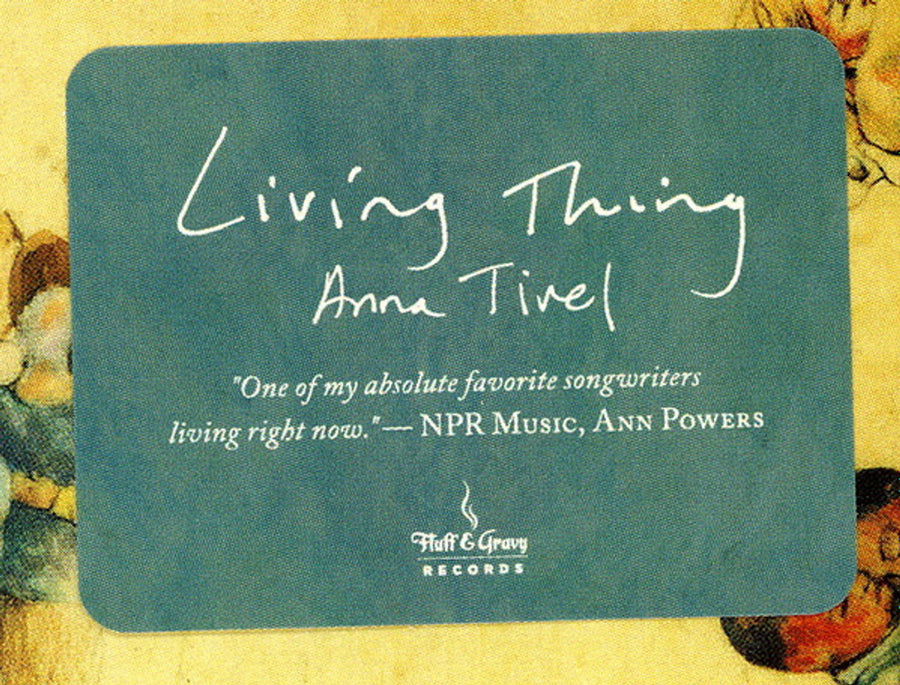 Living Thing
Anna Tivel
"One of my absolute favorite songwriters
living right now."— NPR Music, Ann Powers
Fluff & Gravy
RECORDS